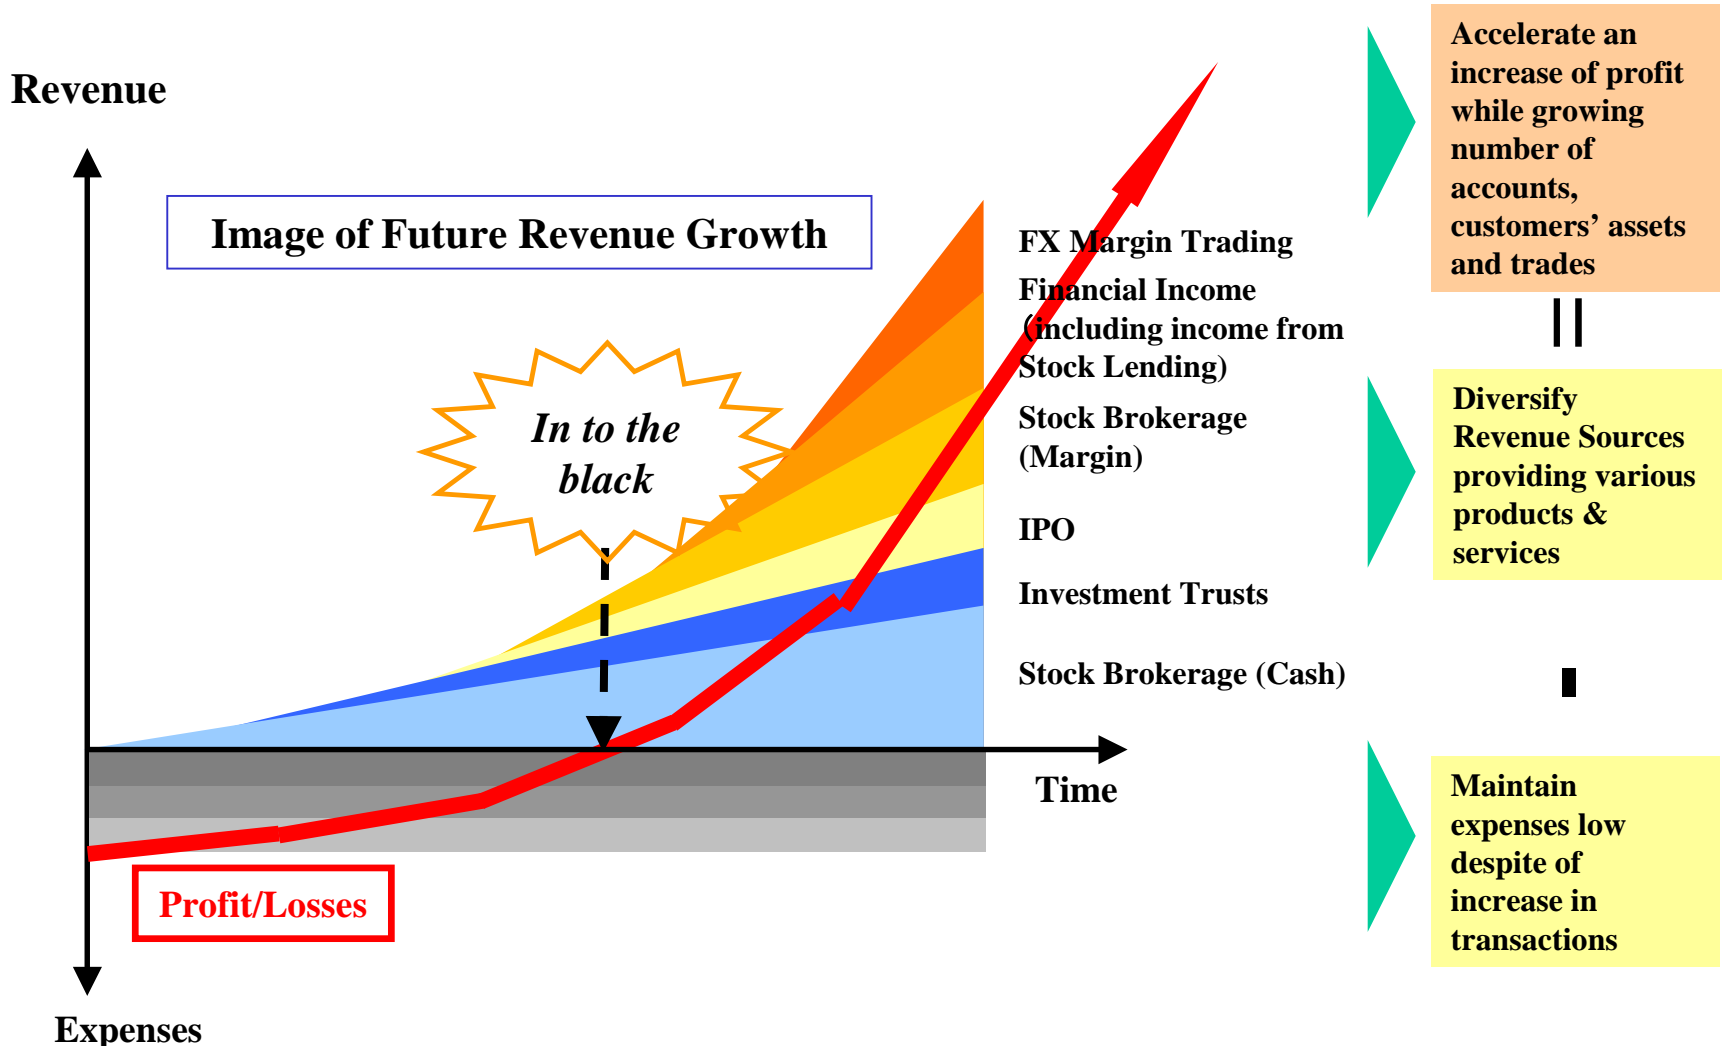 Revenue
Image of Future Revenue Growth
In to the
black
FX Margin Trading
Financial Income
(including income from
Stock Lending)
Stock Brokerage
(Margin)
IPO
Investment Trusts
Stock Brokerage (Cash)
Time
Profit/Losses
Expenses
Accelerate an
increase of profit
while growing
number of
accounts,
customers’ assets
and trades
Diversify
Revenue Sources
providing various
products &
services
Maintain
expenses low
despite of
increase in
transactions